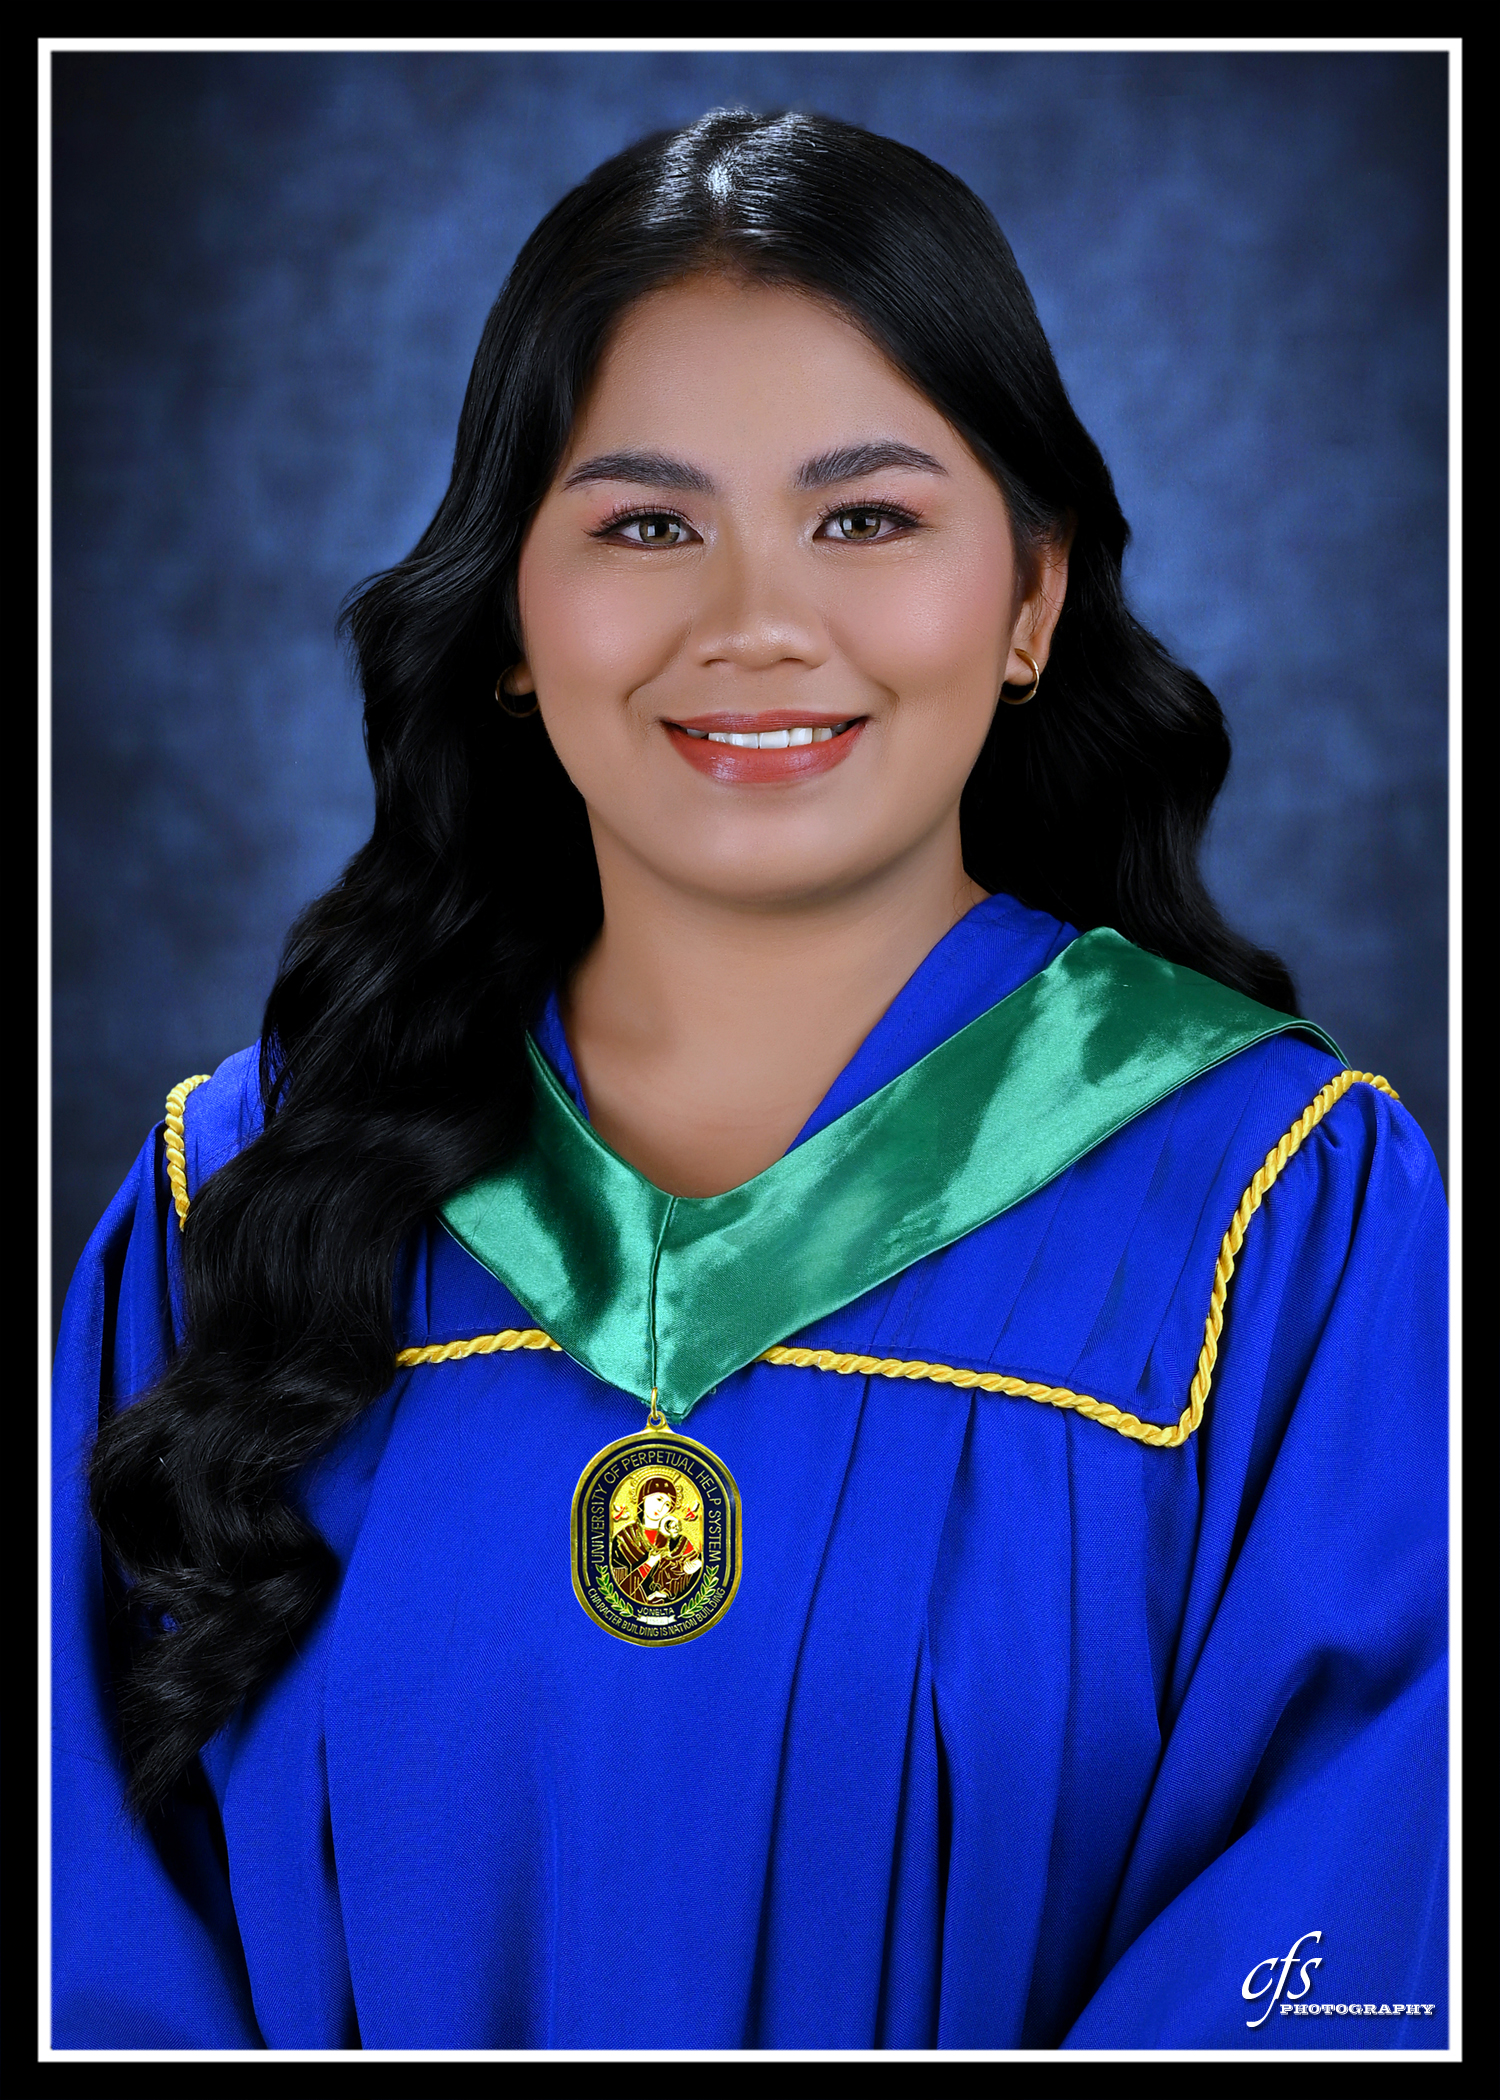 UNIVERSITY OF PERPETUAL HELP SYSTEM
JONELTA
CHARACTER BUILDING IS NATION BUILDING
cfs
PHOTOGRAPHY